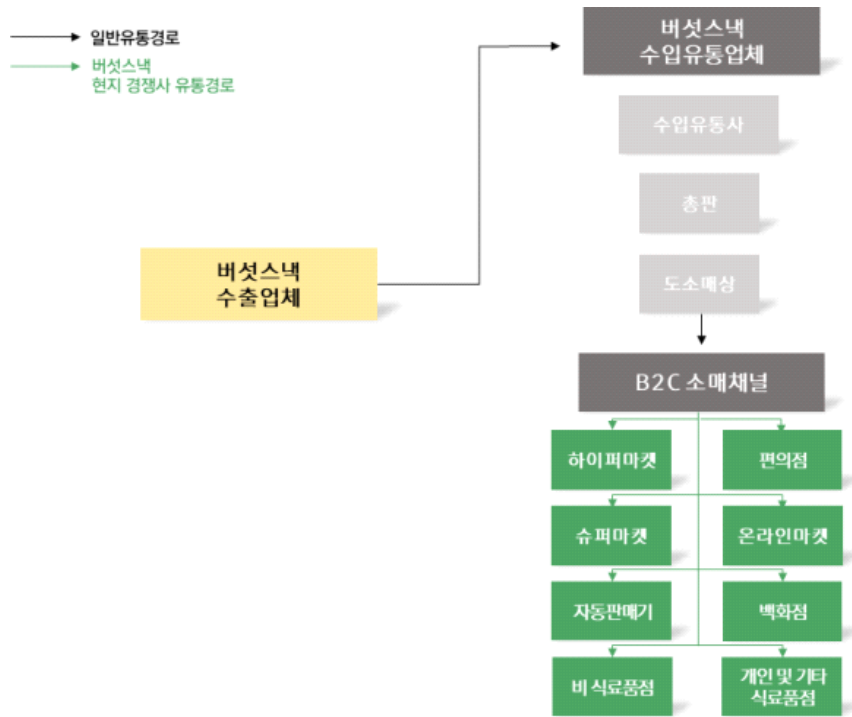 일반유통경로
버섯스낵
현지 경쟁사 유통경로
버섯스낵
수입유통업체
수입유통사
총판
도소매상
버섯스낵
수출업체
B2C 소매채널
하이퍼마켓
편의점
슈퍼마켓
온라인마켓
자동판매기
백화점
비 식료품점
개인 및 기타
식료품점